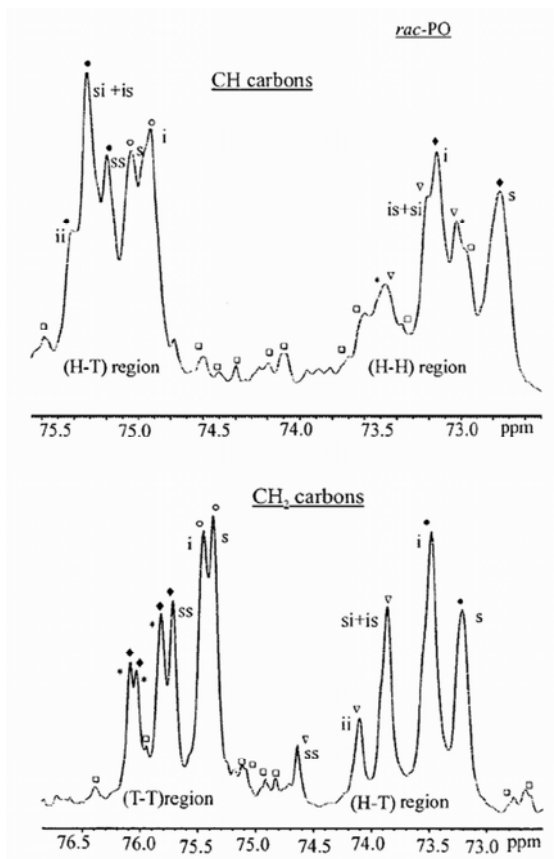 rac-PO
CH carbons
si +is
ss
s
i
ii
is+si
i
s
(H-T) region
(H-H) region
75.5 75.0 74.5 74.0 73.5 73.0 ppm
CH₂ carbons
i
s
ss
si+is
i
s
ii
ss
(T-T)region
(H-T) region
76.5 76.0 75.5 75.0 74.5 74.0 73.5 73.0 ppm